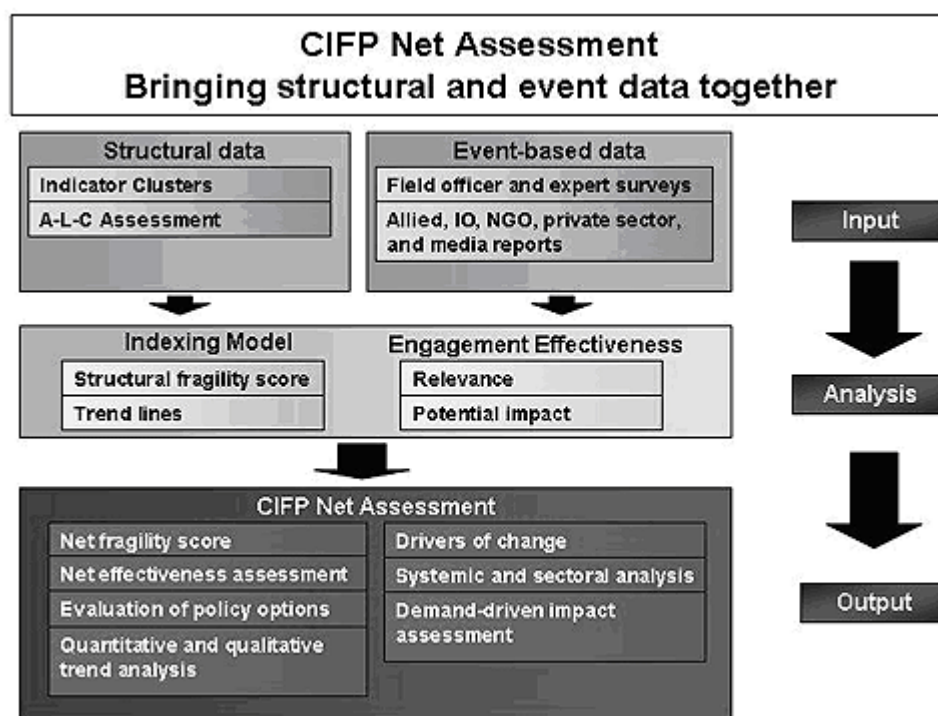 CIFP Net Assessment
Bringing structural and event data together
Structural data
Indicator Clusters
A-L-C Assessment
Event-based data
Field officer and expert surveys
Allied, IO, NGO, private sector,
and media reports
Input
Indexing Model
Structural fragility score
Trend lines
Engagement Effectiveness
Relevance
Potential impact
Analysis
CIFP Net Assessment
Net fragility score
Net effectiveness assessment
Evaluation of policy options
Quantitative and qualitative
trend analysis
Drivers of change
Systemic and sectoral analysis
Demand-driven impact
assessment
Output